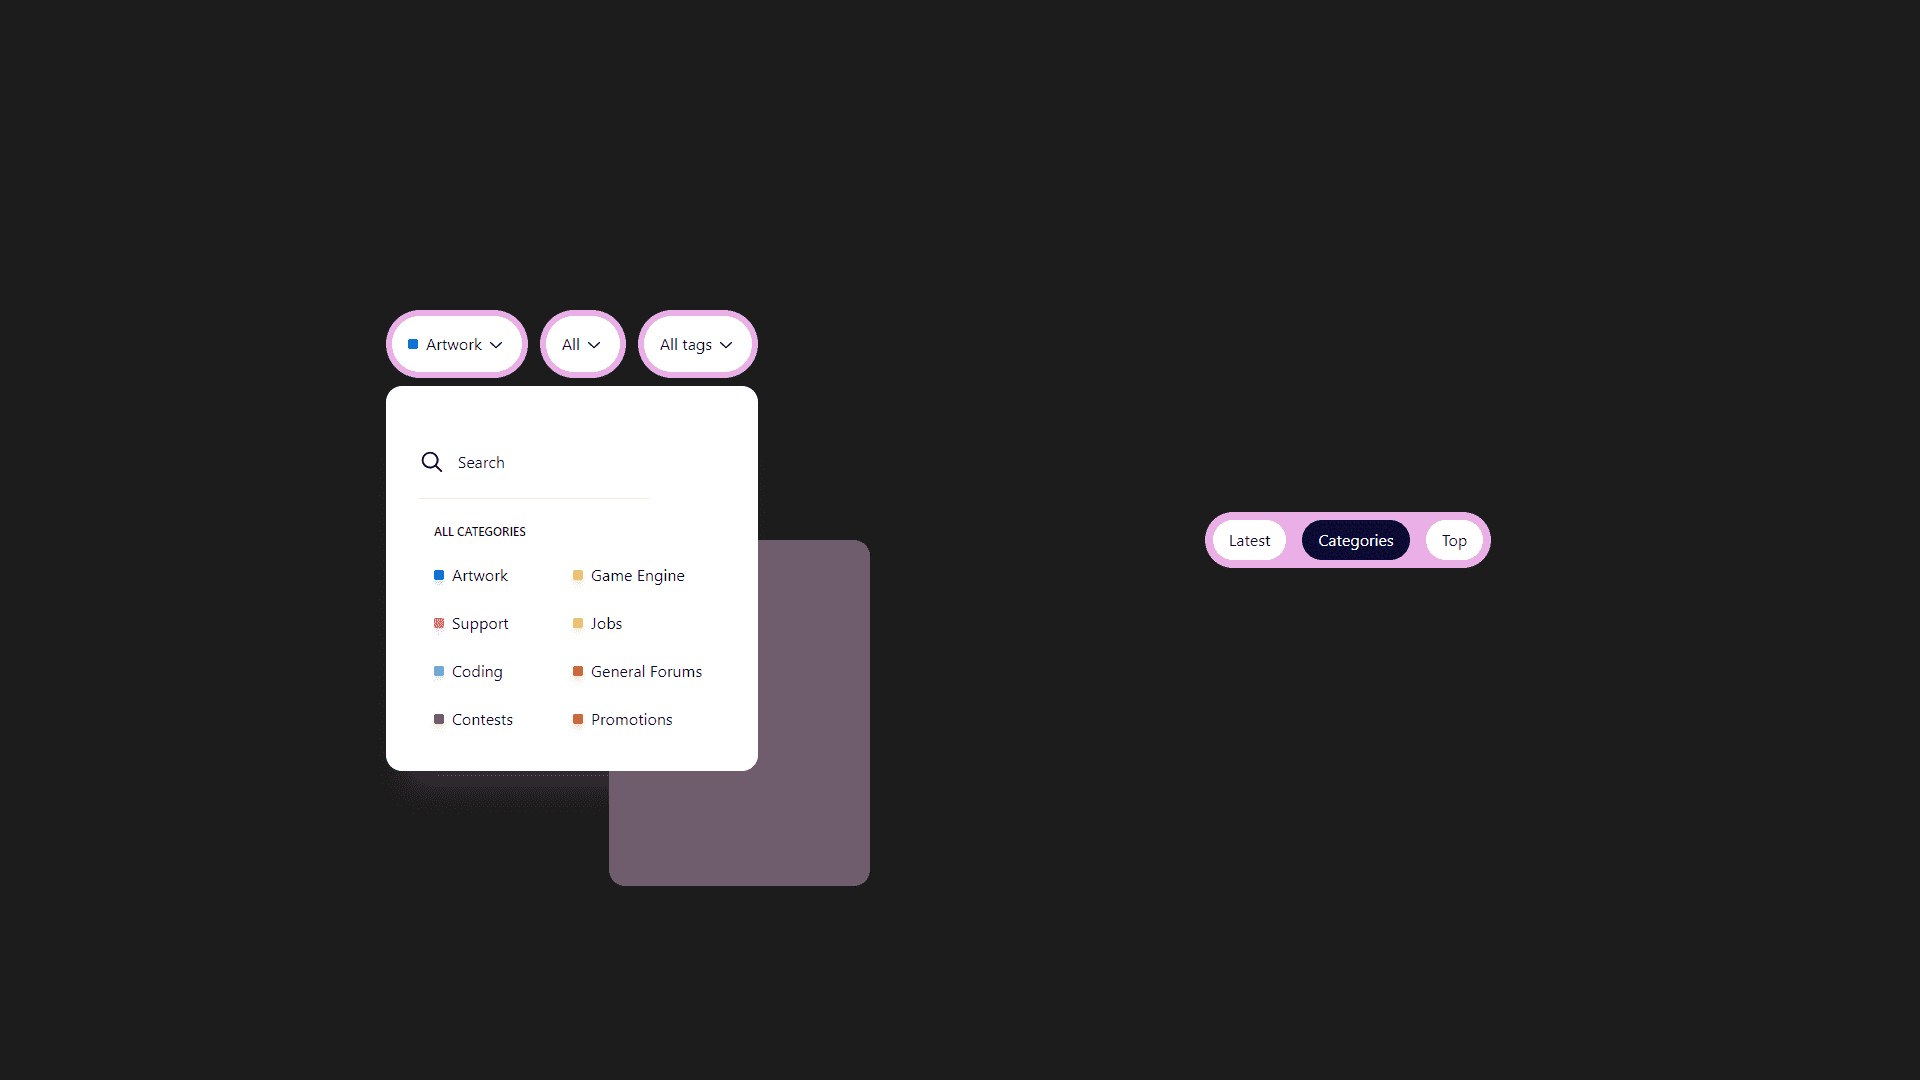 Artwork All All tags
Search
ALL CATEGORIES
Artwork Game Engine
Support Jobs
Coding General Forums
Contests Promotions
Latest Categories Top